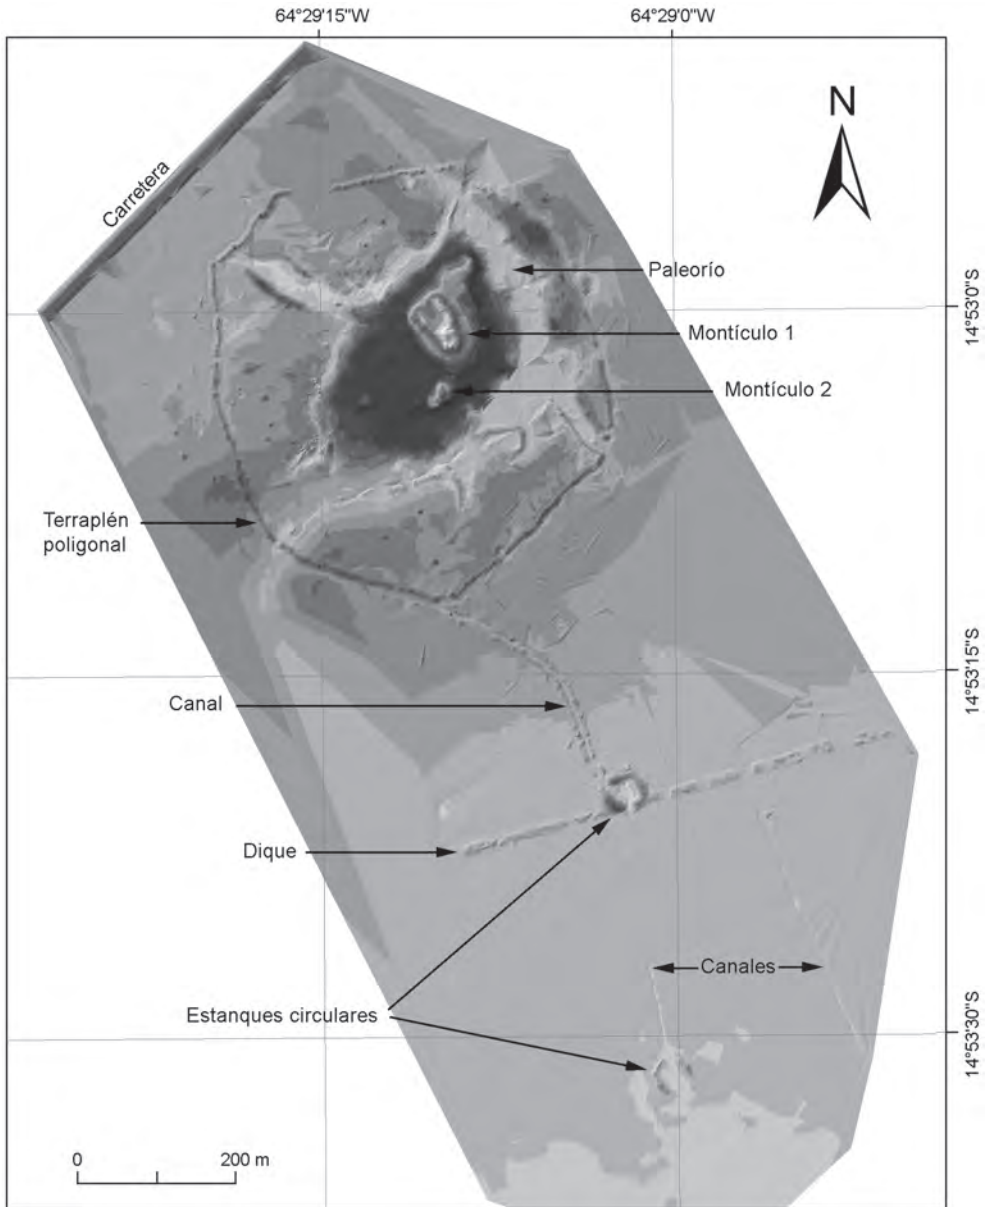 64°29'15"W
64°29'0"W
N
Carretera
Paleorío
14°53'0"S
Montículo 1
Montículo 2
Terraplén
poligonal
14°53'15"S
Canal
Dique
Canales
Estanques circulares
14°53'30"S
0
200 m